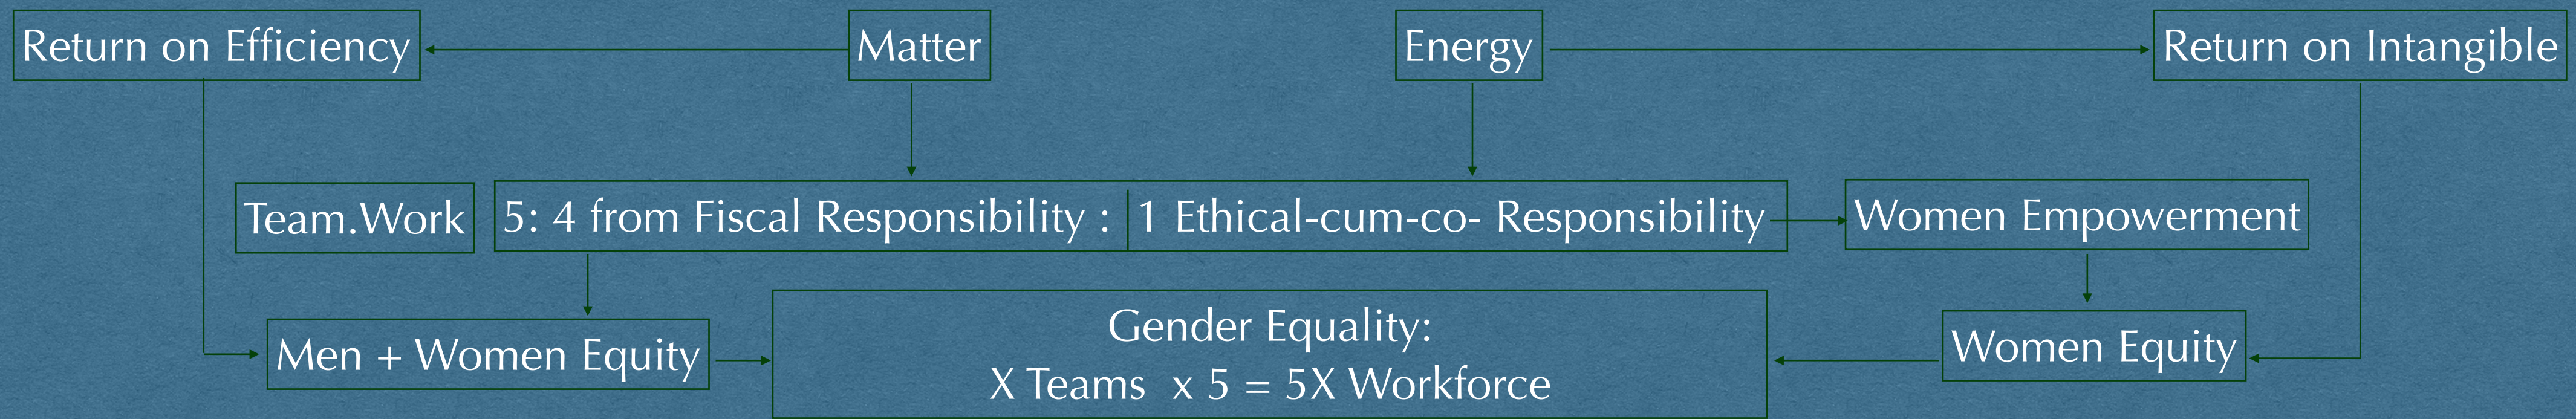 Return on Efficiency
Matter
Energy
Return on Intangible
Team.Work
5: 4 from Fiscal Responsibility :
1 Ethical-cum-co- Responsibility
Women Empowerment
Men + Women Equity
Gender Equality:
X Teams x 5 = 5X Workforce
Women Equity